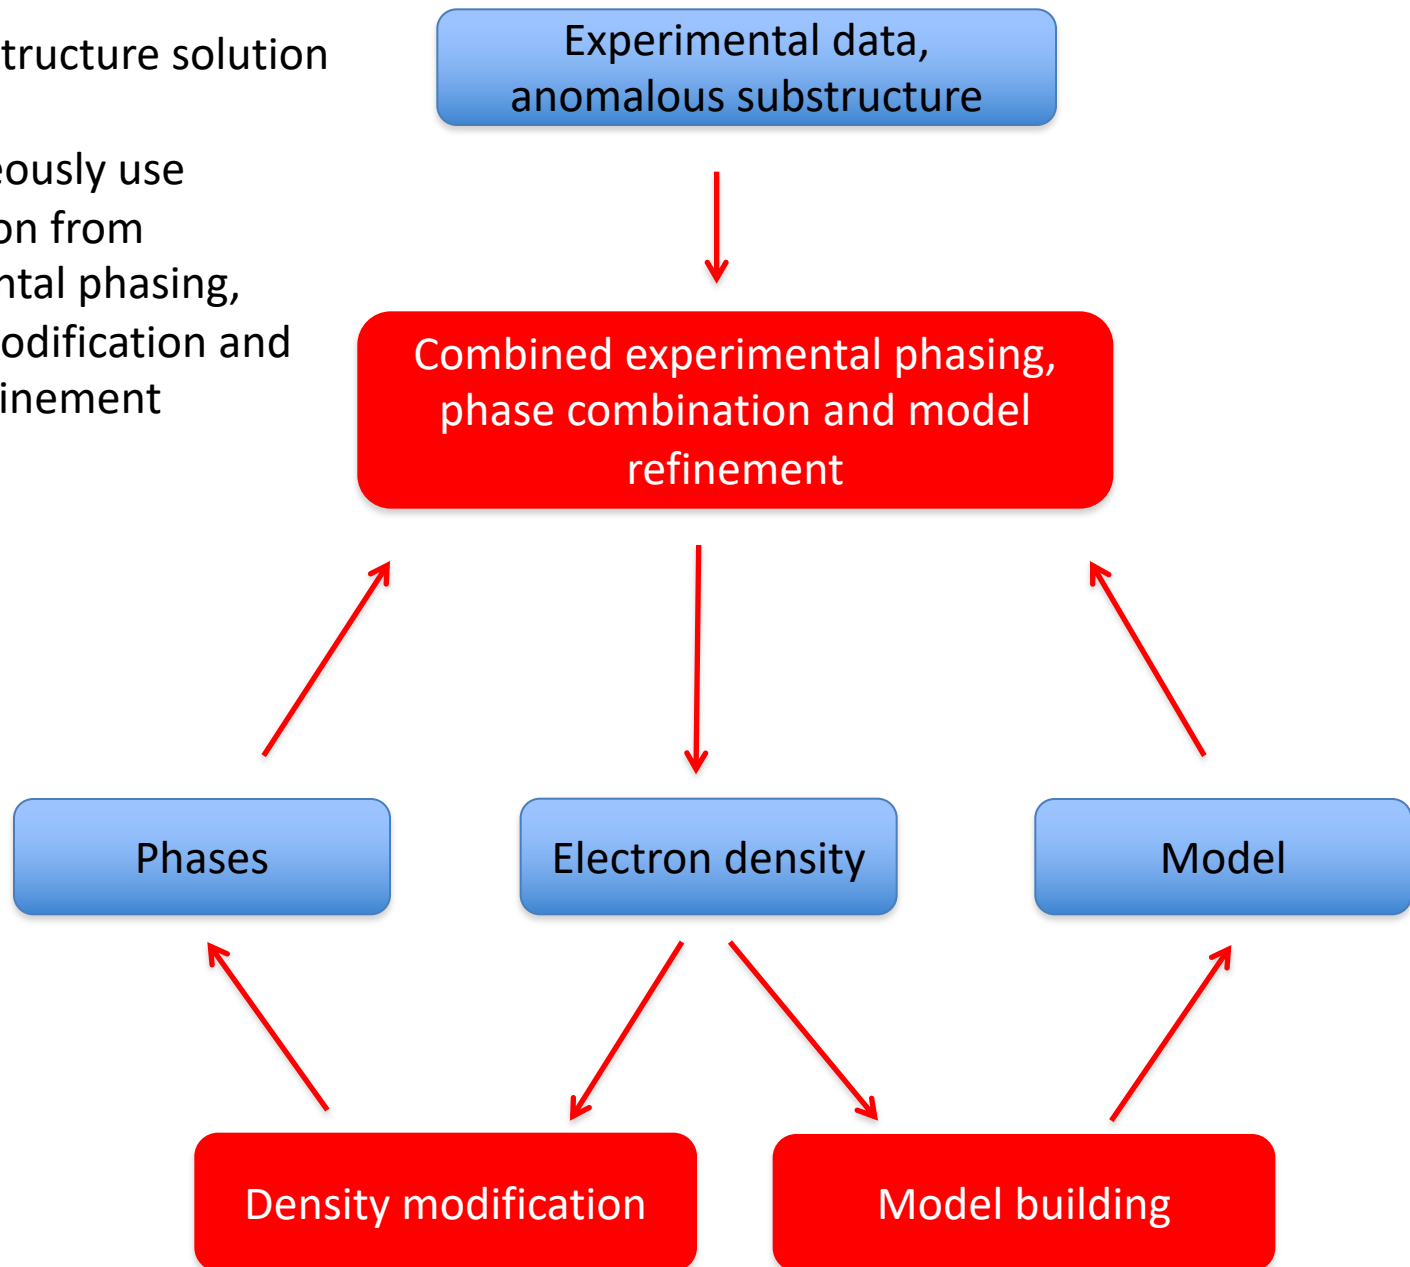 tructure solution
eously use
on from
ntal phasing,
odification and
inement
Experimental data,
anomalous substructure
Combined experimental phasing,
phase combination and model
refinement
Phases
Electron density
Model
Density modification
Model building